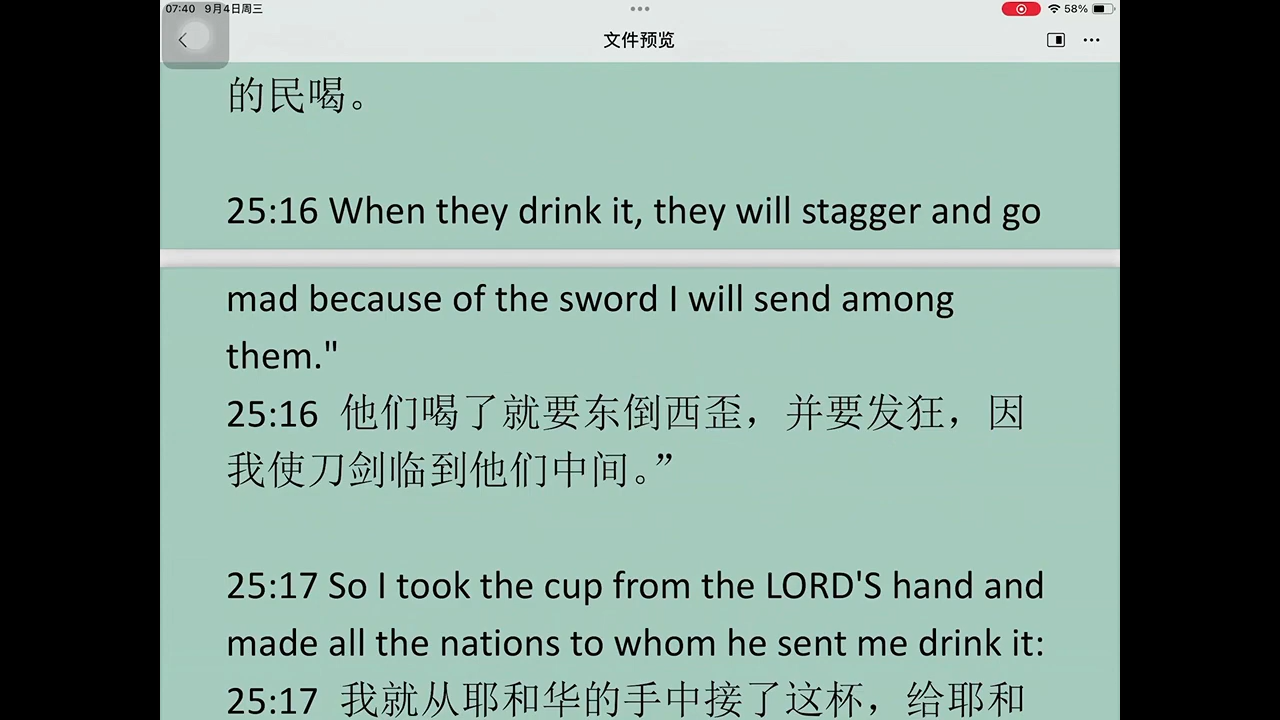 07:40 9月4日周三
58%
文件预览
的民喝。
25:16 When they drink it, they will stagger and go
mad because of the sword I will send among
them."
25:16 他们喝了就要东倒西歪，并要发狂，因
我使刀剑临到他们中间。”
25:17 So I took the cup from the LORD'S hand and
made all the nations to whom he sent me drink it:
25:17 我就从耶和华的手中接了这杯，给耶和